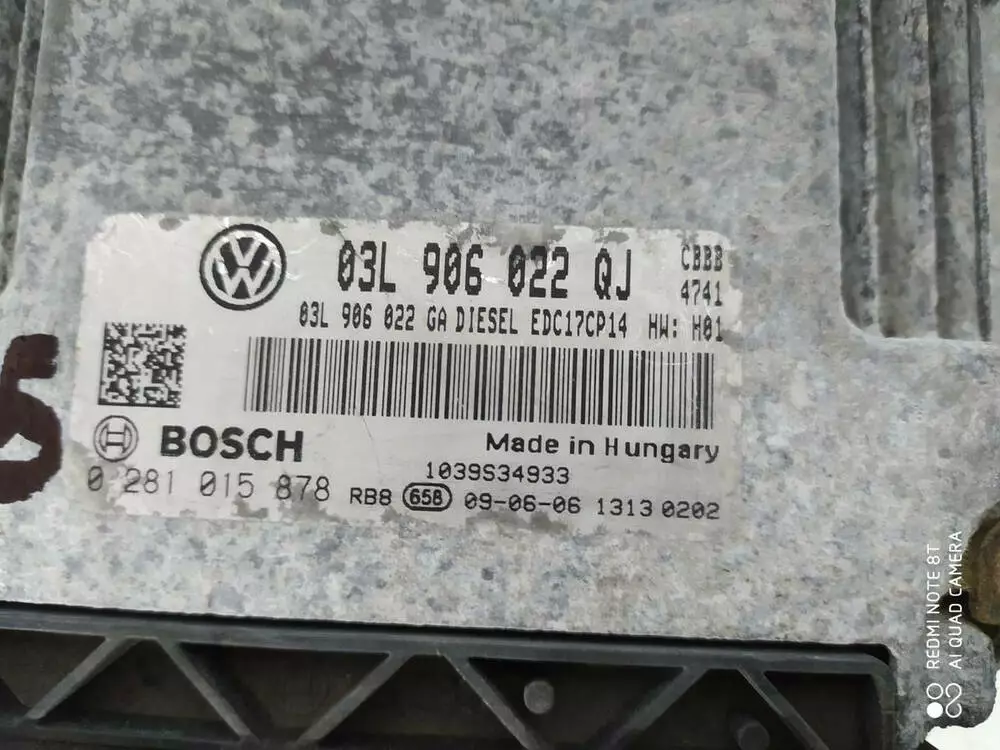 03L 906 022 QJ CBBB
4741
03L 906 022 GA DIESEL EDC17CP14 HW: H01
BOSCH
Made in Hungary
1039S34933
0 281 015 878 RB8 658 09-06-06 1313 0202
5
REDMI NOTE 8T
AI QUAD CAMERA